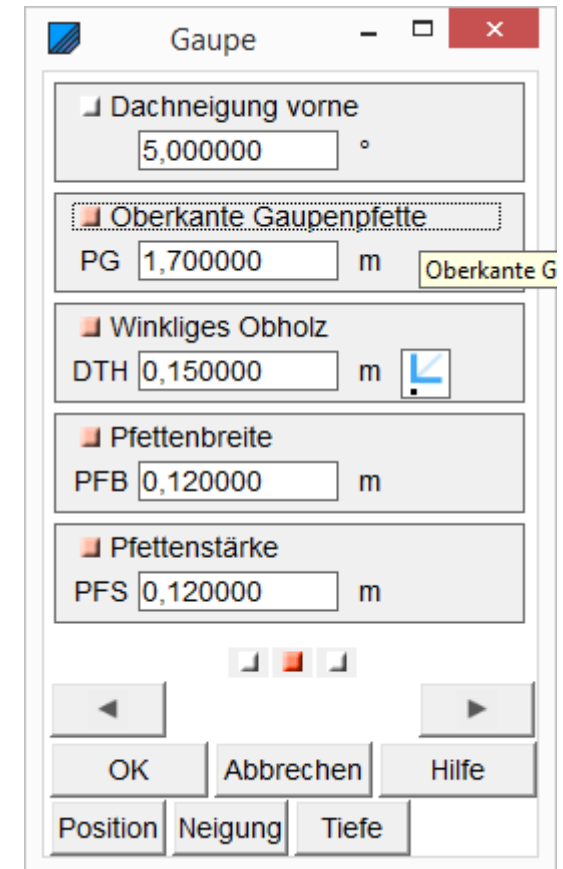 Gaupe
Dachneigung vorne
5,000000 °
Oberkante Gaupenpfette
PG 1,700000 m
Oberkante G
Winkliges Obholz
DTH 0,150000 m
Pfettenbreite
PFB 0,120000 m
Pfettenstärke
PFS 0,120000 m
OK Abbrechen Hilfe
Position Neigung Tiefe